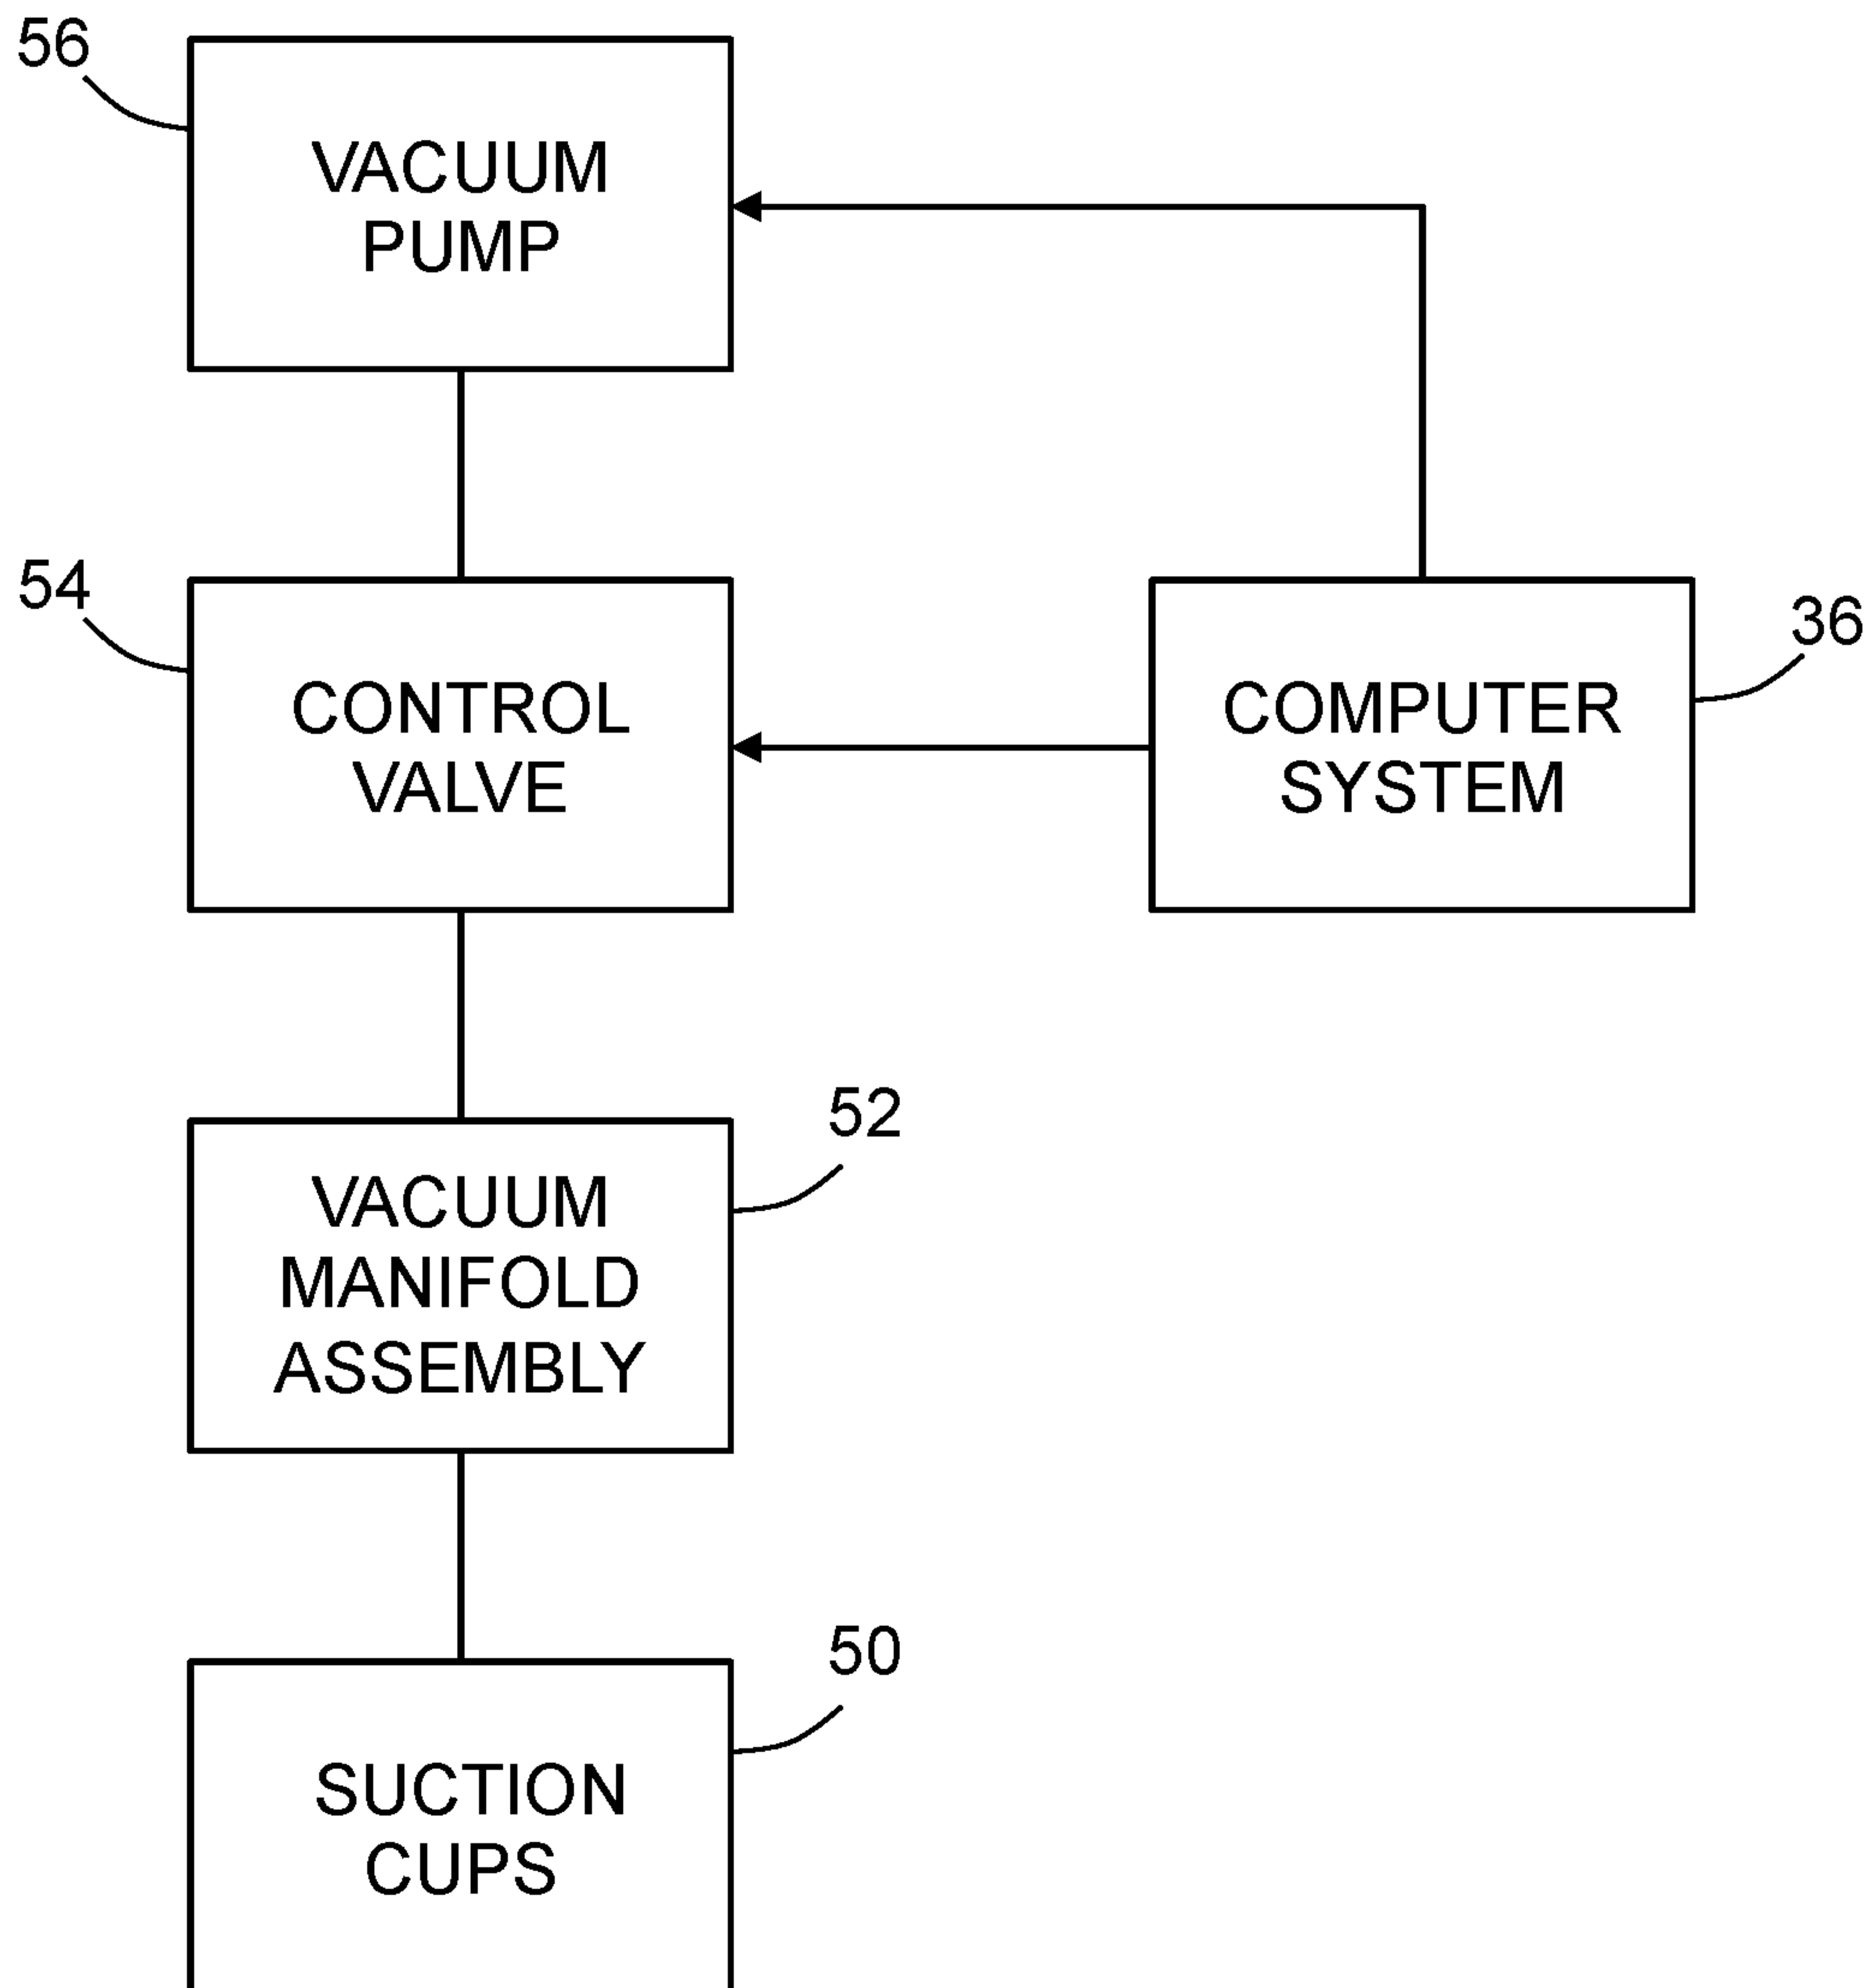 56
VACUUM
PUMP
54
CONTROL
VALVE
36
COMPUTER
SYSTEM
52
VACUUM
MANIFOLD
ASSEMBLY
50
SUCTION
CUPS